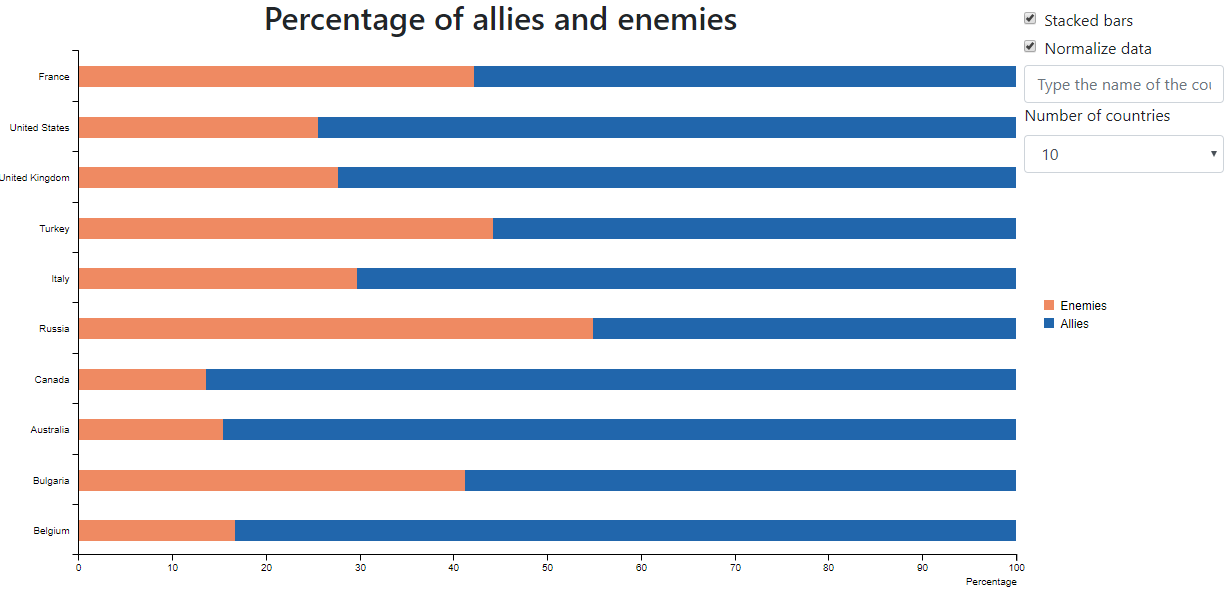 Percentage of allies and enemies
Stacked bars
Normalize data
Type the name of the cou
Number of countries
10
France
United States
United Kingdom
Turkey
Italy
Russia
Canada
Australia
Bulgaria
Belgium
Enemies
Allies
0 10 20 30 40 50 60 70 80 90 100
Percentage